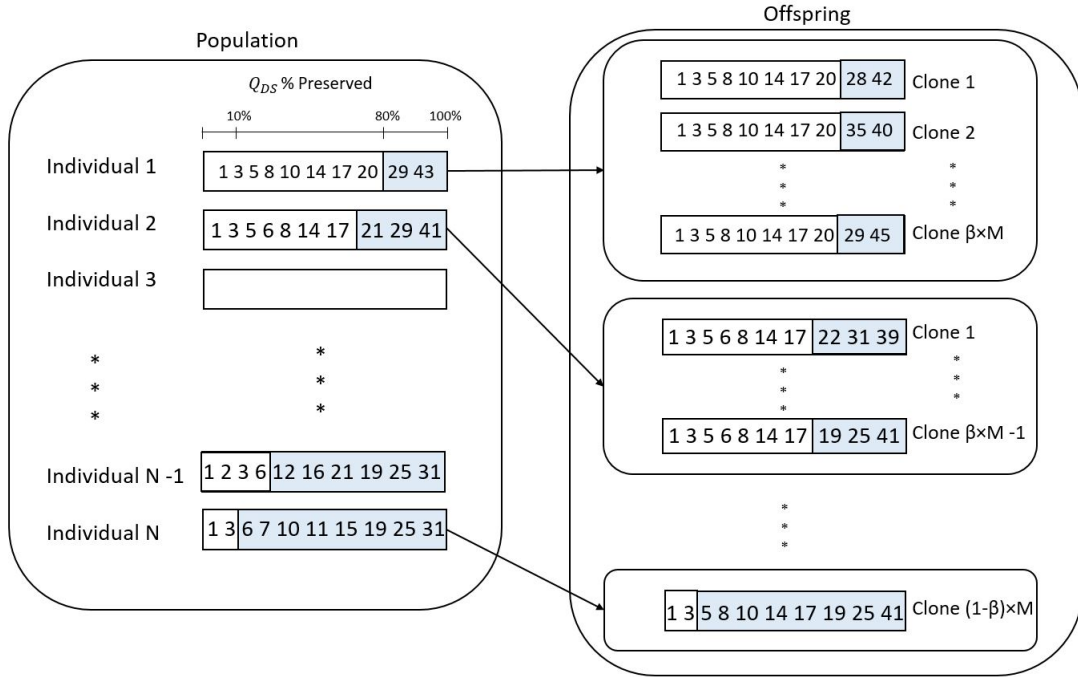 Population
Q_DS % Preserved
10% 80% 100%
Individual 1 1 3 5 8 10 14 17 20 29 43
Individual 2 1 3 5 6 8 14 17 21 29 41
Individual 3
* *
* *
* *
Individual N -1 1 2 3 6 12 16 21 19 25 31
Individual N 1 3 6 7 10 11 15 19 25 31
Offspring
1 3 5 8 10 14 17 20 28 42 Clone 1
1 3 5 8 10 14 17 20 35 40 Clone 2
* *
* *
* *
1 3 5 8 10 14 17 20 29 45 Clone β×M
1 3 5 6 8 14 17 22 31 39 Clone 1
* *
* *
* *
1 3 5 6 8 14 17 19 25 41 Clone β×M -1
*
*
*
1 3 5 8 10 14 17 19 25 41 Clone (1-β)×M